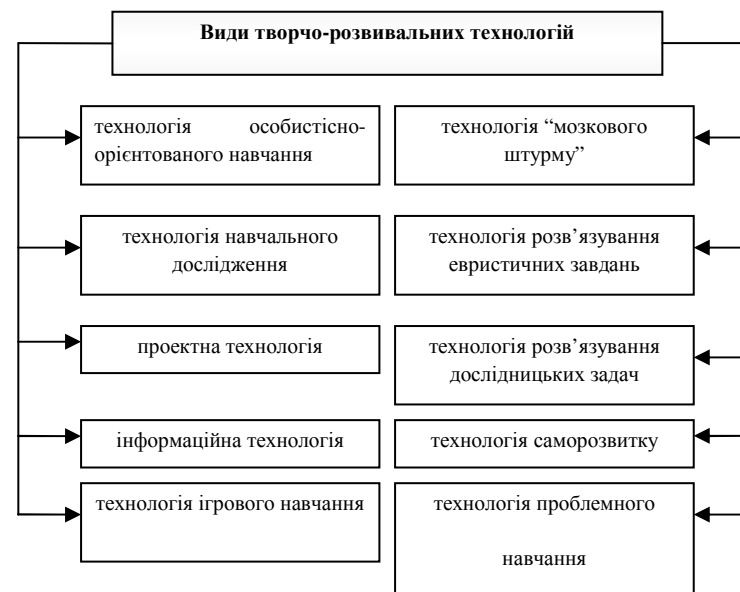 Види творчо-розвивальних технологій
технологія особистісно-
орієнтованого навчання
технологія “мозкового
штурму”
технологія навчального
дослідження
технологія розв’язування
евристичних завдань
проектна технологія
технологія розв’язування
дослідницьких задач
інформаційна технологія
технологія саморозвитку
технологія ігрового навчання
технологія проблемного
навчання